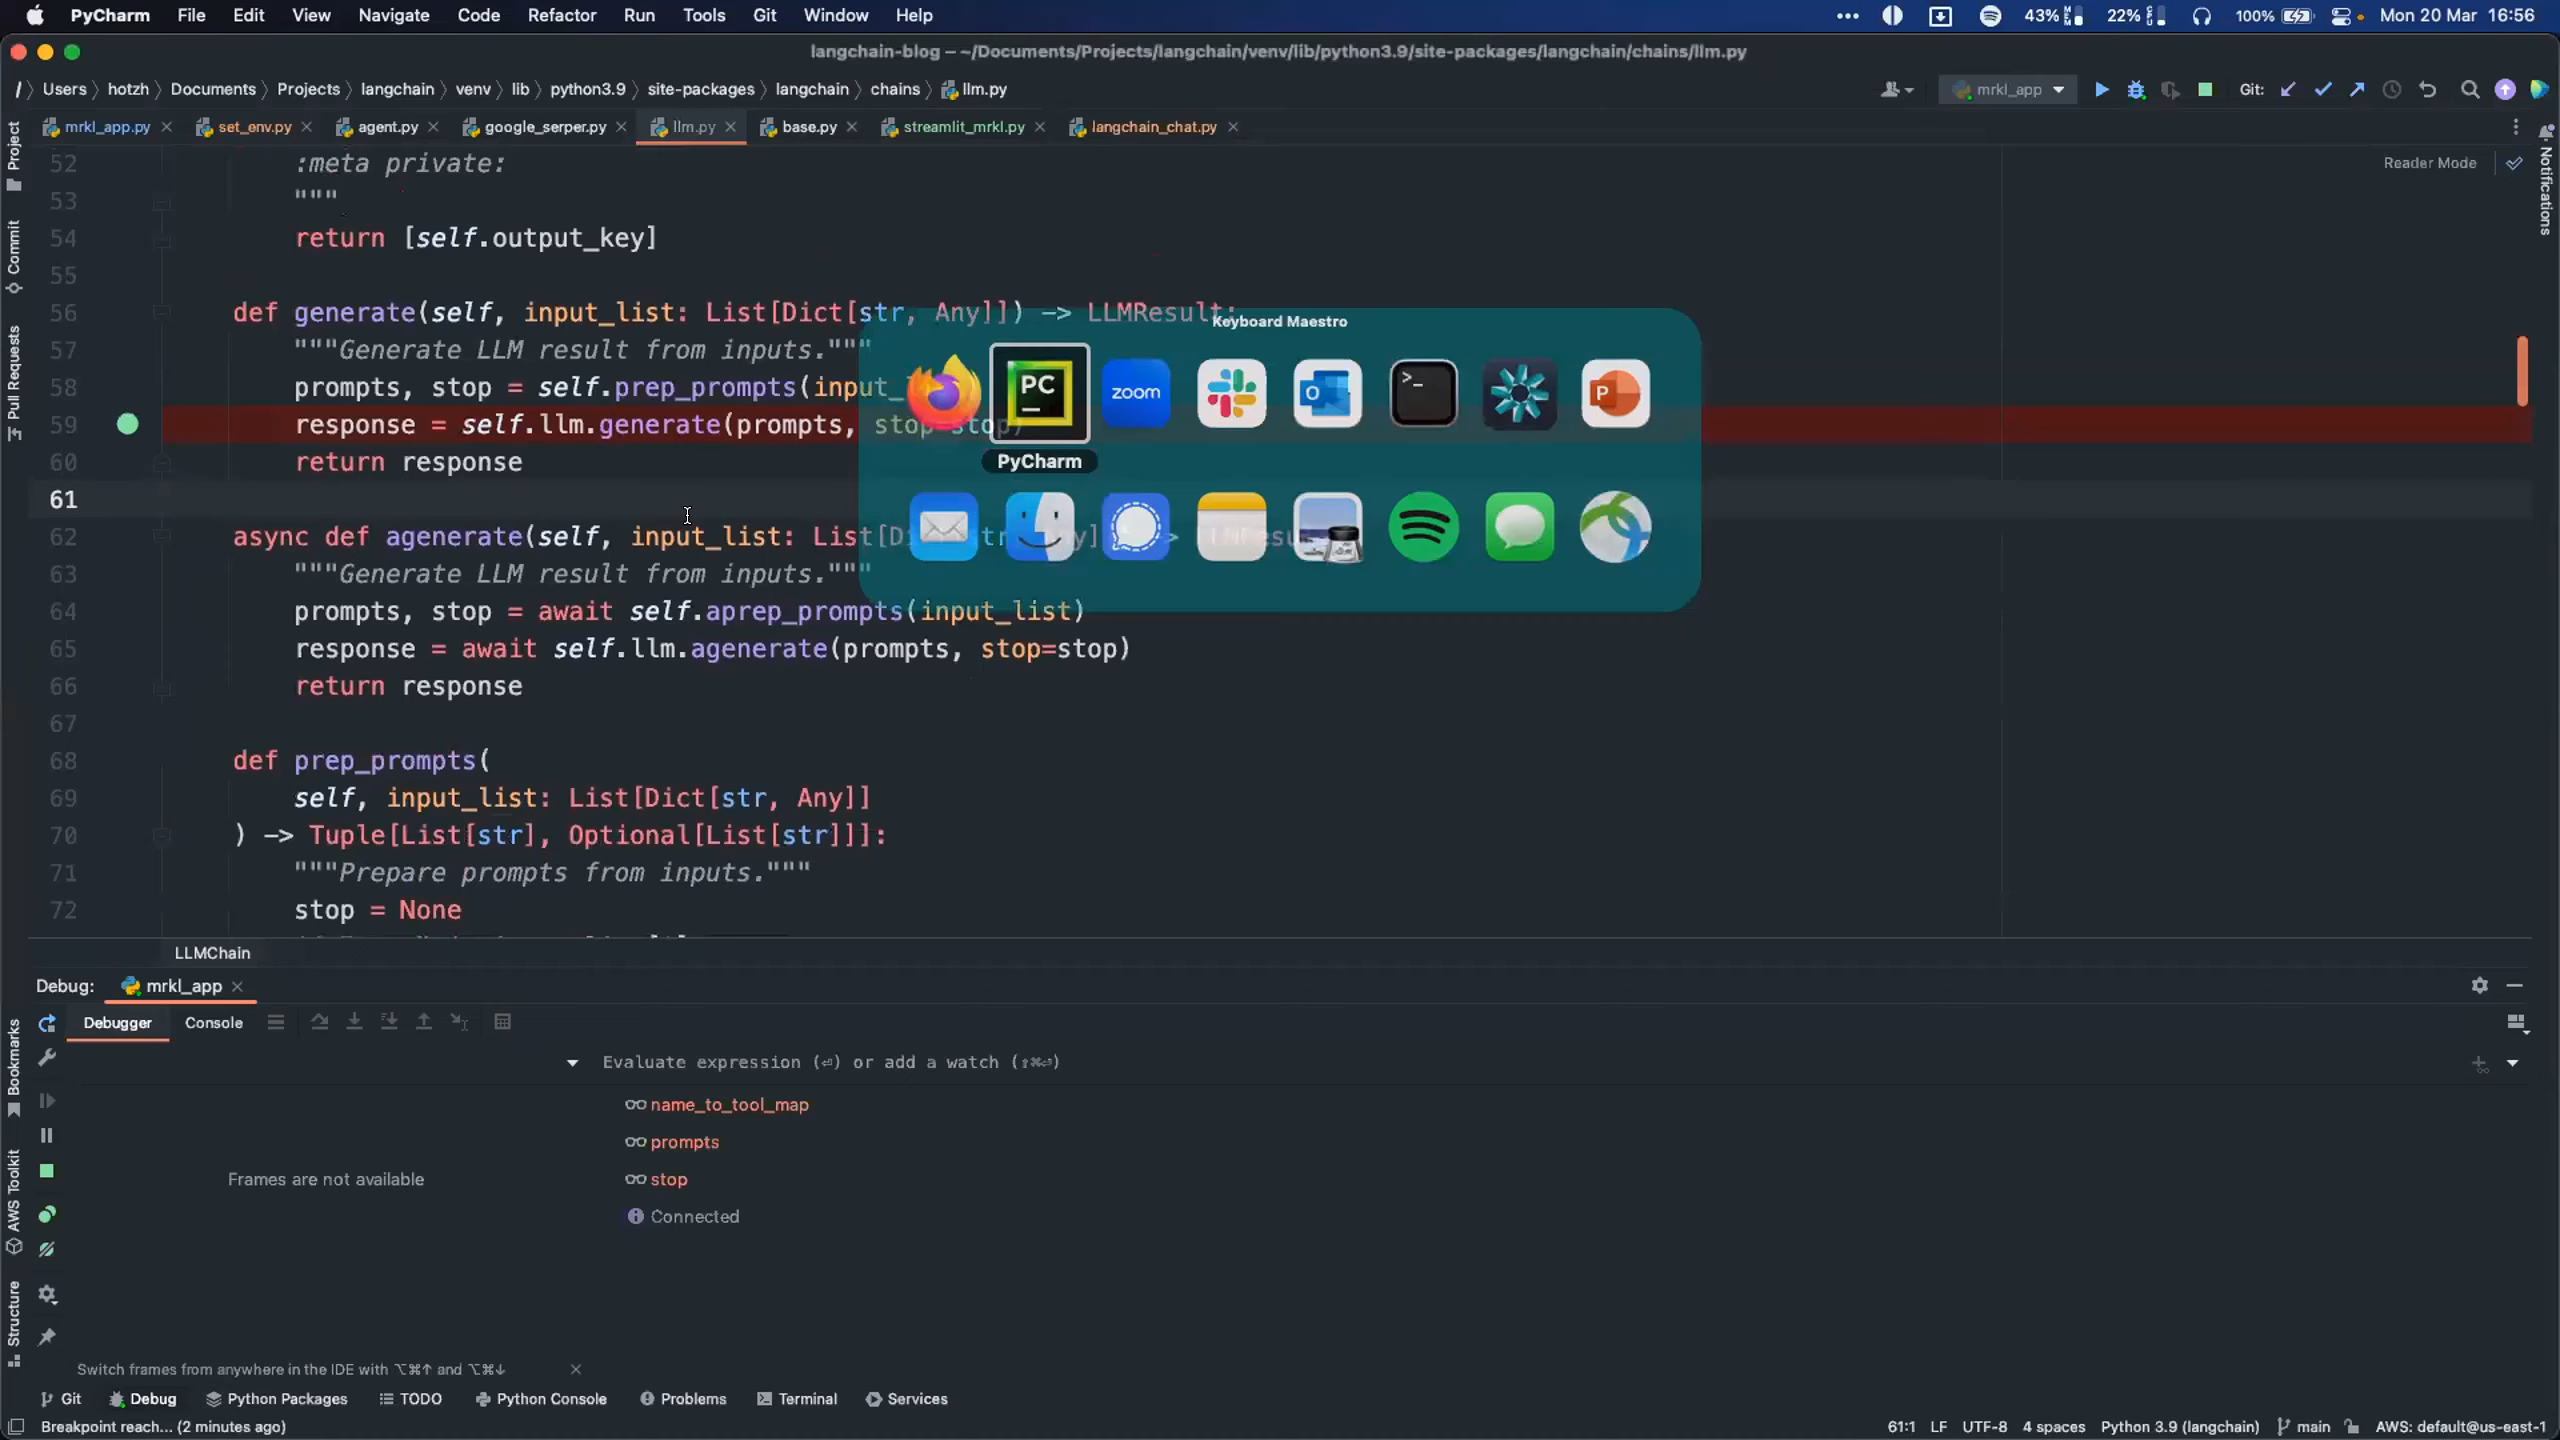 PyCharm File Edit View Navigate Code Refactor Run Tools Git Window Help 43% 22% 100% Mon 20 Mar 16:56
langchain-blog – ~/Documents/Projects/langchain/venv/lib/python3.9/site-packages/langchain/chains/llm.py
/ Users hotzh Documents Projects langchain venv lib python3.9 site-packages langchain chains llm.py mrkl_app Git:
mrkl_app.py set_env.py agent.py google_serper.py llm.py base.py streamlit_mrkl.py langchain_chat.py
Reader Mode
52 :meta private:
53 """
54 return [self.output_key]
55
56 def generate(self, input_list: List[Dict[str, Any]]) -> LLMResult:
Keyboard Maestro
57 """Generate LLM result from inputs."""
58 prompts, stop = self.prep_prompts(input_
59 response = self.llm.generate(prompts, stop=stop)
PC
zoom
>_
P
PyCharm
60 return response
61
62 async def agenerate(self, input_list: List[Dict[str, Any]]) -> LLMResu
63 """Generate LLM result from inputs."""
64 prompts, stop = await self.aprep_prompts(input_list)
65 response = await self.llm.agenerate(prompts, stop=stop)
66 return response
67
68 def prep_prompts(
69 self, input_list: List[Dict[str, Any]]
70 ) -> Tuple[List[str], Optional[List[str]]]:
71 """Prepare prompts from inputs."""
72 stop = None
LLMChain
Debug: mrkl_app
Debugger Console
Evaluate expression (⏎) or add a watch (⇧⌘⏎)
name_to_tool_map
prompts
stop
Connected
Frames are not available
Switch frames from anywhere in the IDE with ⌥⌘↑ and ⌥⌘↓
Git Debug Python Packages TODO Python Console Problems Terminal Services
Breakpoint reach... (2 minutes ago) 61:1 LF UTF-8 4 spaces Python 3.9 (langchain) main AWS: default@us-east-1
Project
Commit
Pull Requests
Bookmarks
AWS Toolkit
Structure
Notifications